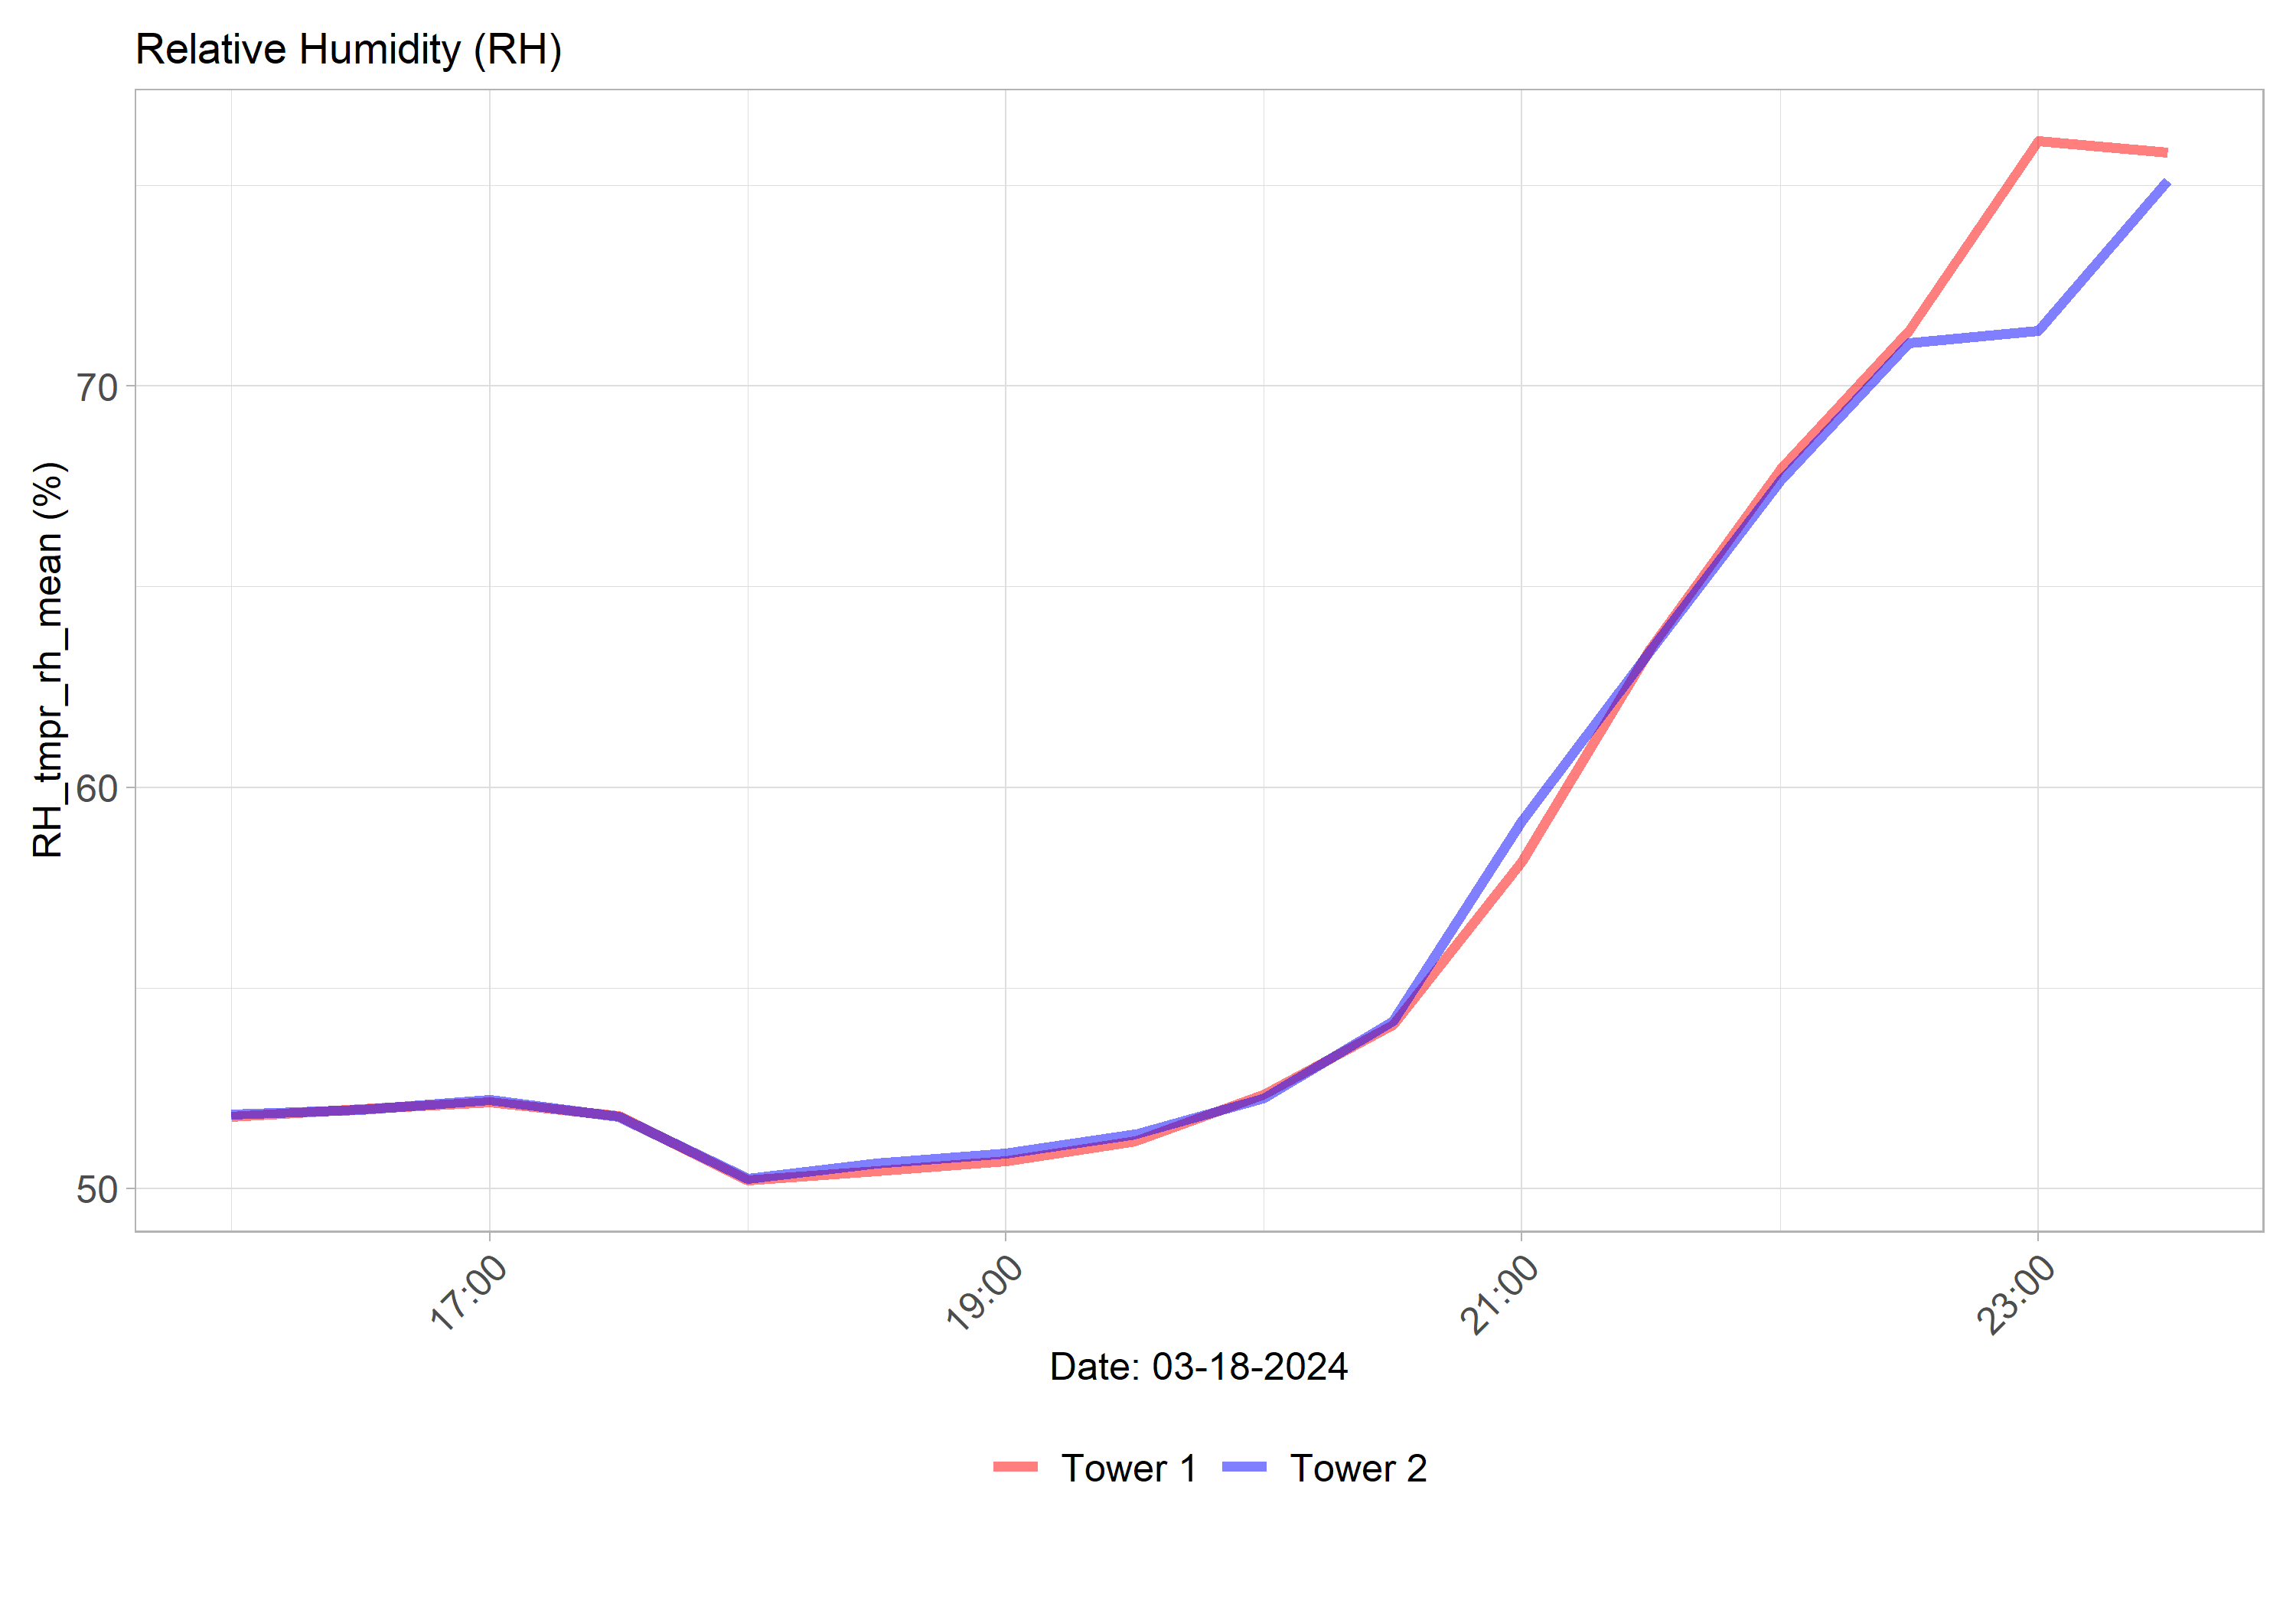 Relative Humidity (RH)
RH_tmpr_rh_mean (%)
70
60
50
17:00
19:00
21:00
23:00
Date: 03-18-2024
Tower 1
Tower 2